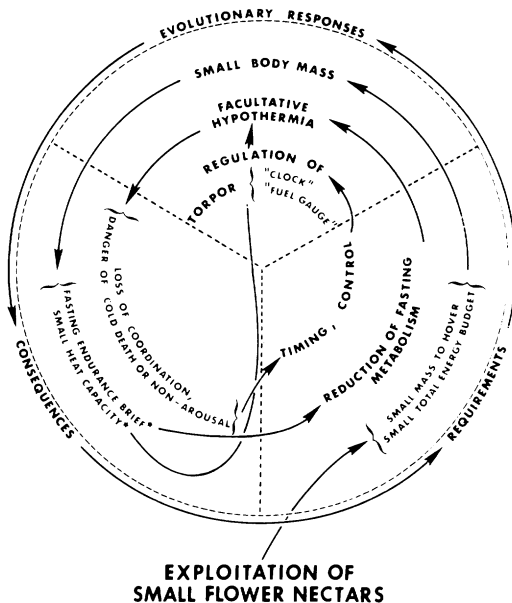 EVOLUTIONARY RESPONSES
SMALL BODY MASS
FACULTATIVE
HYPOTHERMIA
REGULATION OF
TORPOR
"CLOCK"
"FUEL GAUGE"
LOSS OF COORDINATION,
DANGER OF COLD DEATH OR NON-AROUSAL
FASTING ENDURANCE BRIEF*
SMALL HEAT CAPACITY*
CONSEQUENCES
TIMING, CONTROL
REDUCTION OF FASTING
METABOLISM
SMALL MASS TO HOVER
SMALL TOTAL ENERGY BUDGET
REQUIREMENTS
EXPLOITATION OF
SMALL FLOWER NECTARS